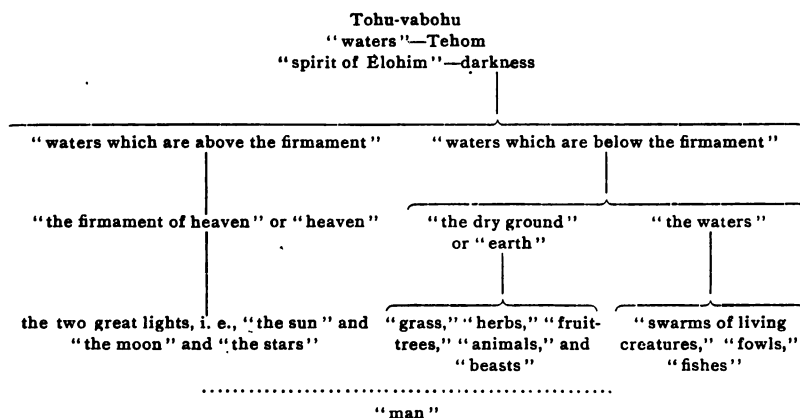 Tohu-vabohu
"waters"—Tehom
"spirit of Elohim"—darkness
"waters which are above the firmament" "waters which are below the firmament"
"the firmament of heaven" or "heaven" "the dry ground" "the waters"
or "earth"
the two great lights, i. e., "the sun" and "grass," "herbs," "fruit- "swarms of living
"the moon" and "the stars" trees," "animals," and creatures," "fowls,"
"beasts" "fishes"
"man"